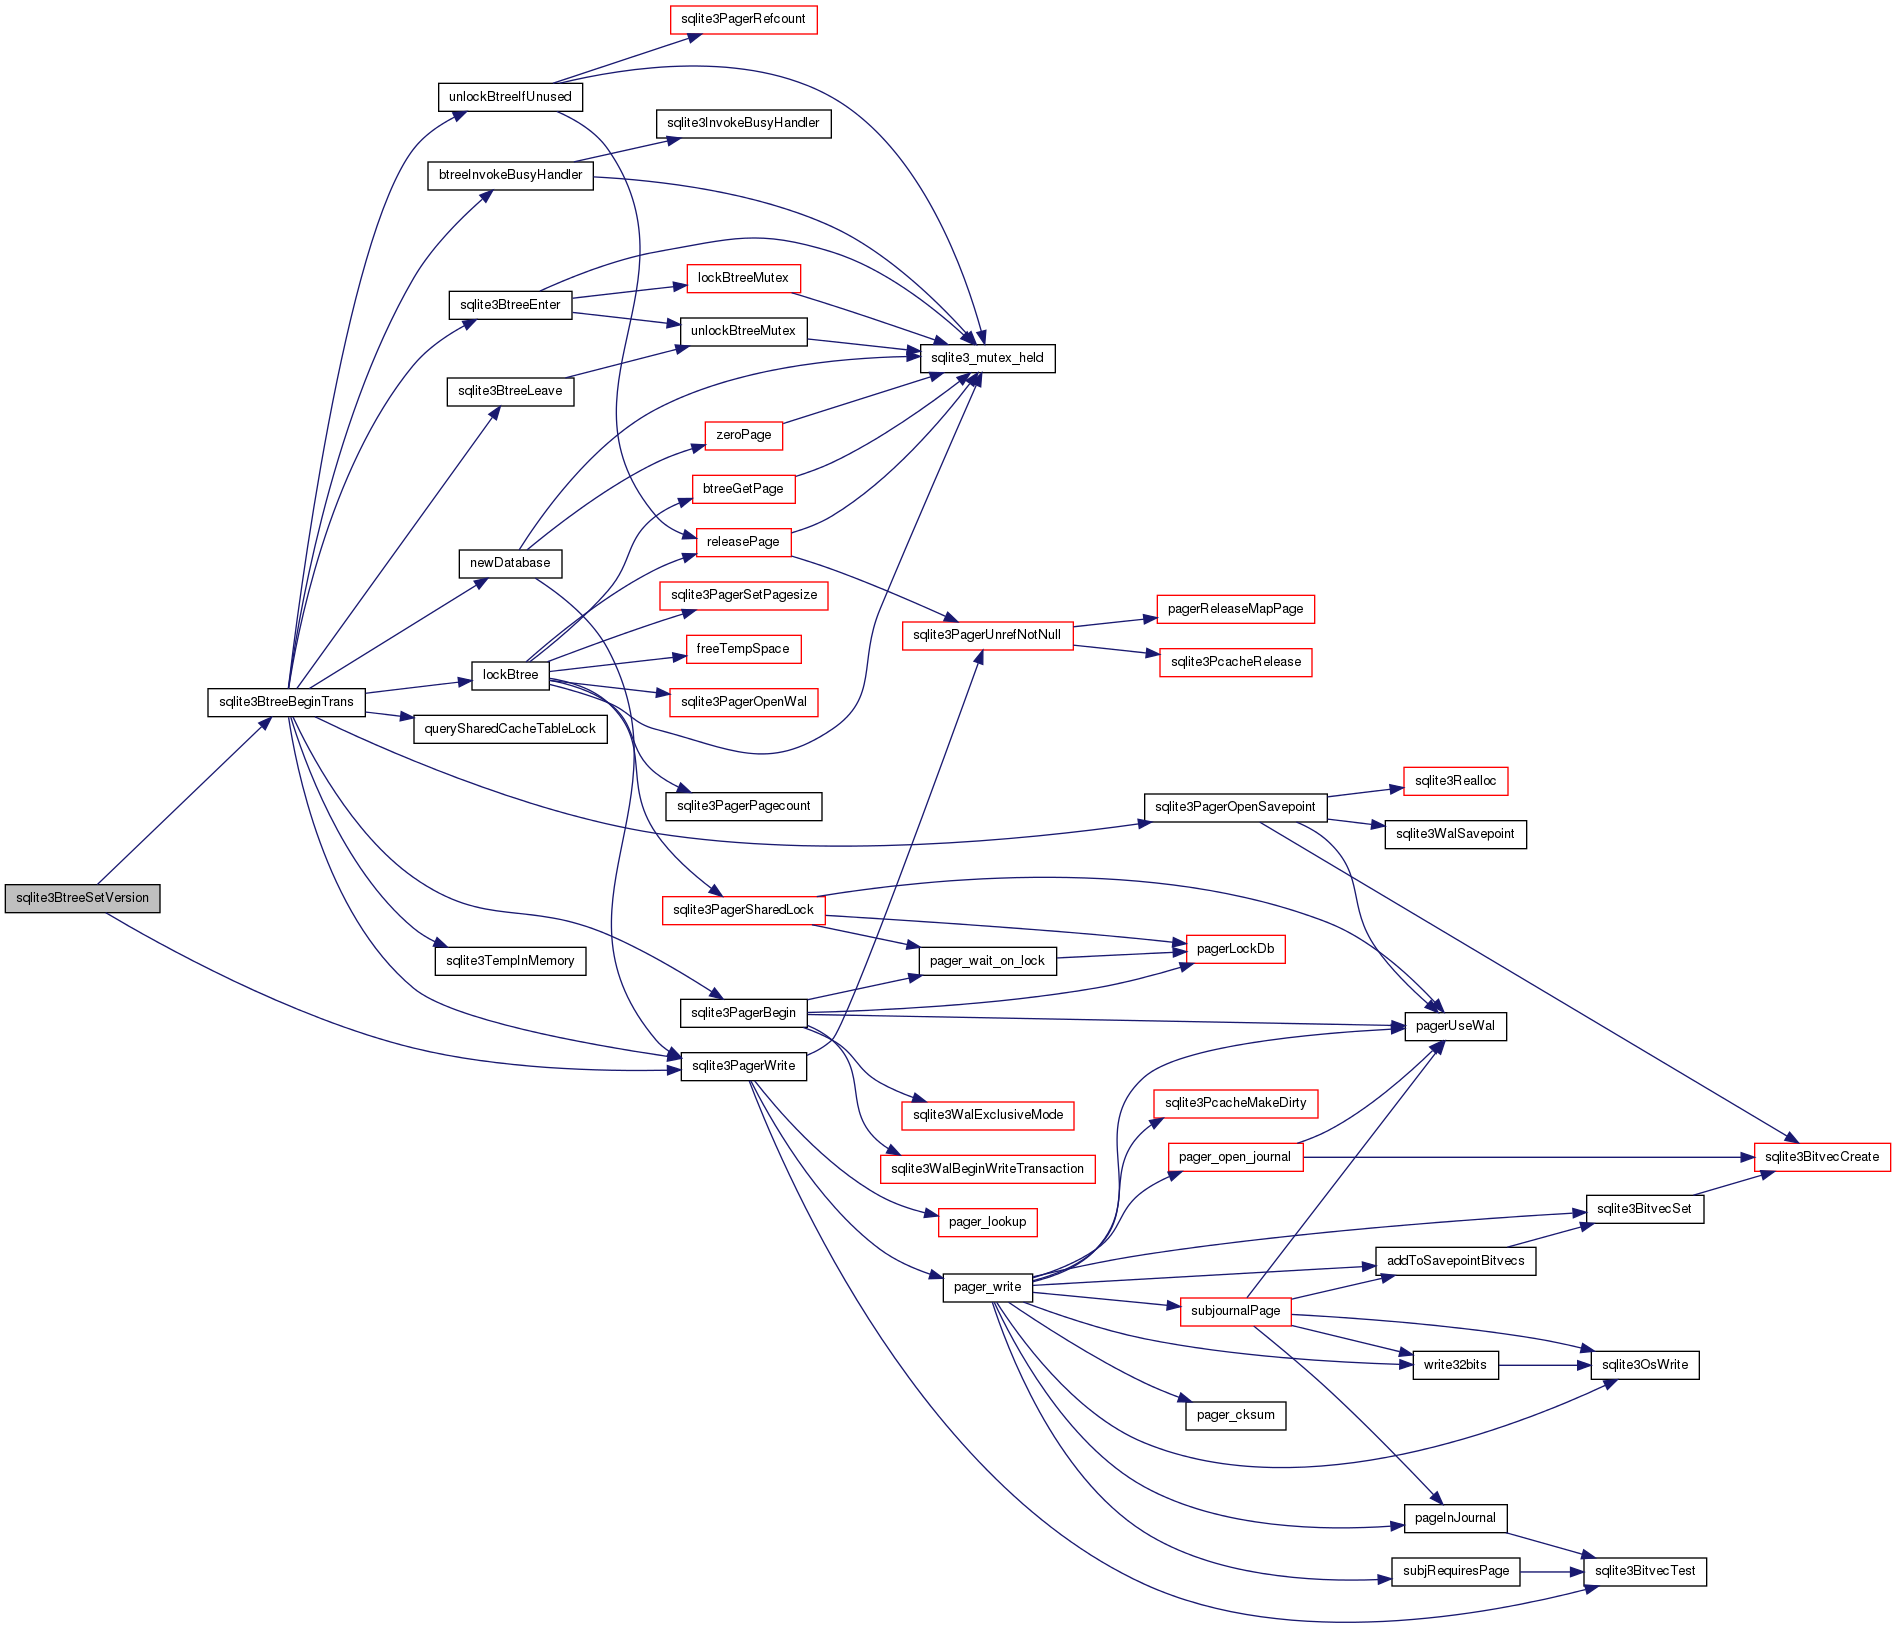 sqlite3PagerRefcount
unlockBtreeIfUnused
sqlite3InvokeBusyHandler
btreeInvokeBusyHandler
lockBtreeMutex
sqlite3BtreeEnter
unlockBtreeMutex
sqlite3_mutex_held
sqlite3BtreeLeave
zeroPage
btreeGetPage
releasePage
newDatabase
sqlite3PagerSetPagesize
pagerReleaseMapPage
sqlite3PagerUnrefNotNull
freeTempSpace
sqlite3PcacheRelease
lockBtree
sqlite3BtreeBeginTrans
sqlite3PagerOpenWal
querySharedCacheTableLock
sqlite3Realloc
sqlite3PagerPagecount
sqlite3PagerOpenSavepoint
sqlite3WalSavepoint
sqlite3BtreeSetVersion
sqlite3PagerSharedLock
pagerLockDb
sqlite3TempInMemory
pager_wait_on_lock
sqlite3PagerBegin
pagerUseWal
sqlite3PagerWrite
sqlite3PcacheMakeDirty
sqlite3WalExclusiveMode
pager_open_journal
sqlite3BitvecCreate
sqlite3WalBeginWriteTransaction
sqlite3BitvecSet
pager_lookup
addToSavepointBitvecs
pager_write
subjournalPage
write32bits
sqlite3OsWrite
pager_cksum
pageInJournal
subjRequiresPage
sqlite3BitvecTest